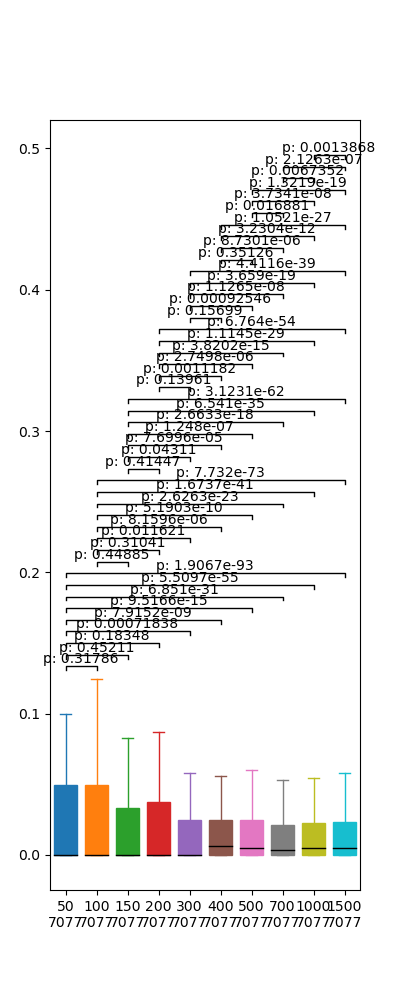 p: 0.0013868
0.5
p: 2.1263e-07
p: 0.0067352
p: 1.3219e-19
p: 3.7341e-08
p: 0.016881
p: 1.0521e-27
p: 3.2304e-12
p: 8.7301e-06
p: 0.35126
p: 4.4116e-39
p: 3.659e-19
0.4
p: 1.1265e-08
p: 0.00092546
p: 0.15699
p: 6.764e-54
p: 1.1145e-29
p: 3.8202e-15
p: 2.7498e-06
p: 0.0011182
p: 0.13961
p: 3.1231e-62
p: 6.541e-35
p: 2.6633e-18
0.3
p: 1.248e-07
p: 7.6996e-05
p: 0.04311
p: 0.41447
p: 7.732e-73
p: 1.6737e-41
p: 2.6263e-23
p: 5.1903e-10
p: 8.1596e-06
p: 0.011621
p: 0.31041
p: 0.44885
0.2
p: 1.9067e-93
p: 5.5097e-55
p: 6.851e-31
p: 9.5166e-15
p: 7.9152e-09
p: 0.00071838
p: 0.18348
p: 0.45211
p: 0.31786
0.1
0.0
50 100 150 200 300 400 500 700 1000 1500
7077 7077 7077 7077 7077 7077 7077 7077 7077 7077